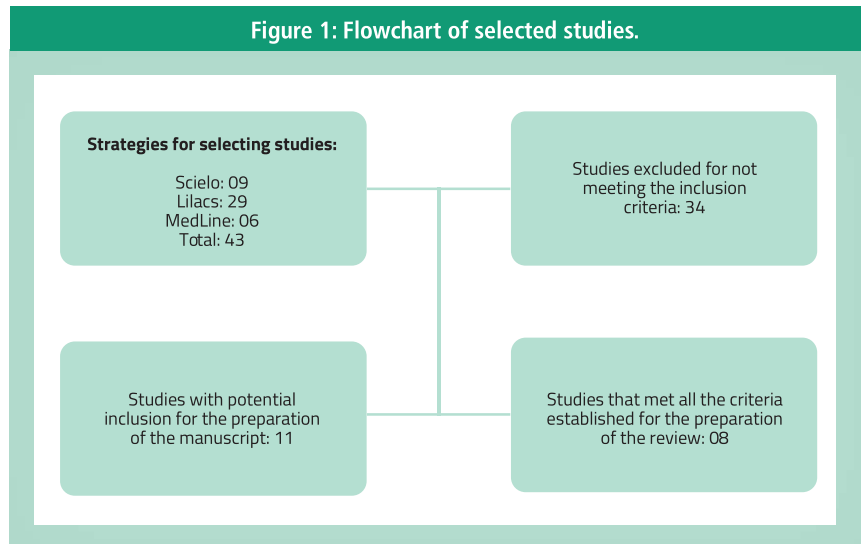 Figure 1: Flowchart of selected studies.
Strategies for selecting studies:
Scielo: 09
Lilacs: 29
MedLine: 06
Total: 43
Studies excluded for not
meeting the inclusion
criteria: 34
Studies with potential
inclusion for the preparation
of the manuscript: 11
Studies that met all the criteria
established for the preparation
of the review: 08